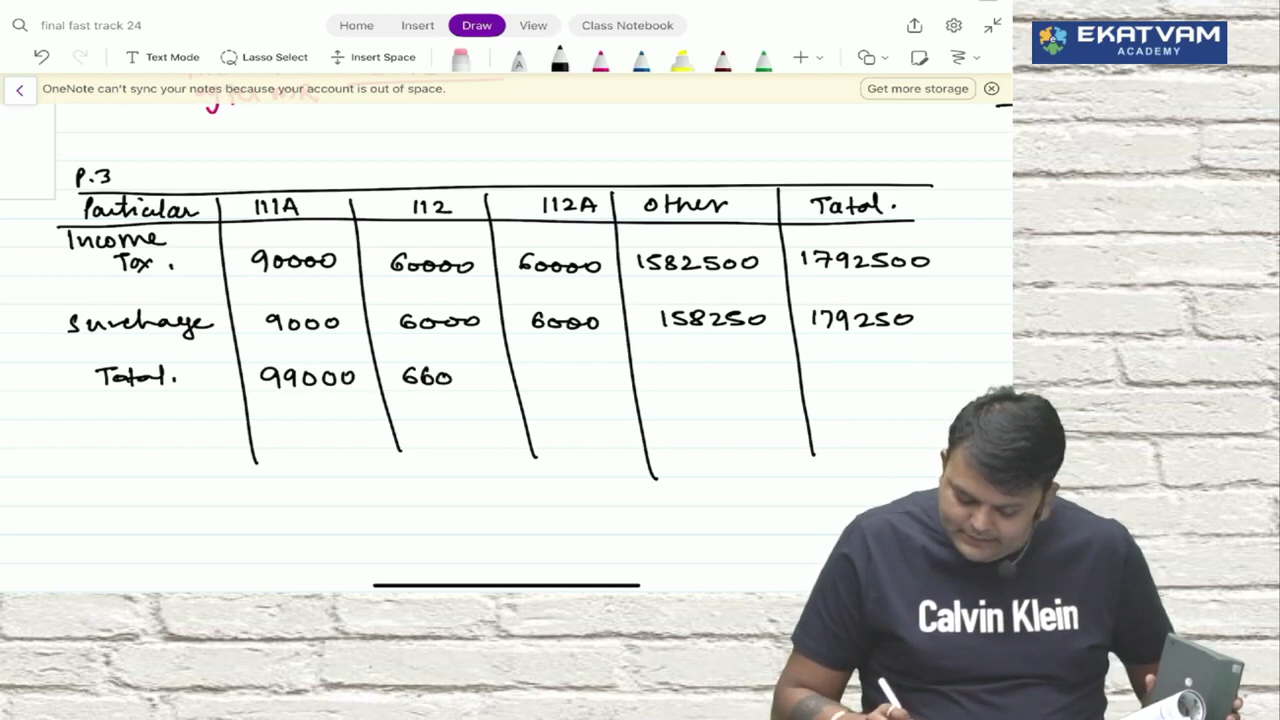 final fast track 24
Home Insert Draw View Class Notebook
EKATVAM
ACADEMY
Text Mode Lasso Select Insert Space
OneNote can't sync your notes because your account is out of space.
Get more storage
P.3
Particular 111A 112 112A Other Total.
Income
Tax. 90000 60000 60000 1582500 1792500
Surchage 9000 6000 6000 158250 179250
Total. 99000 660
Calvin Klein